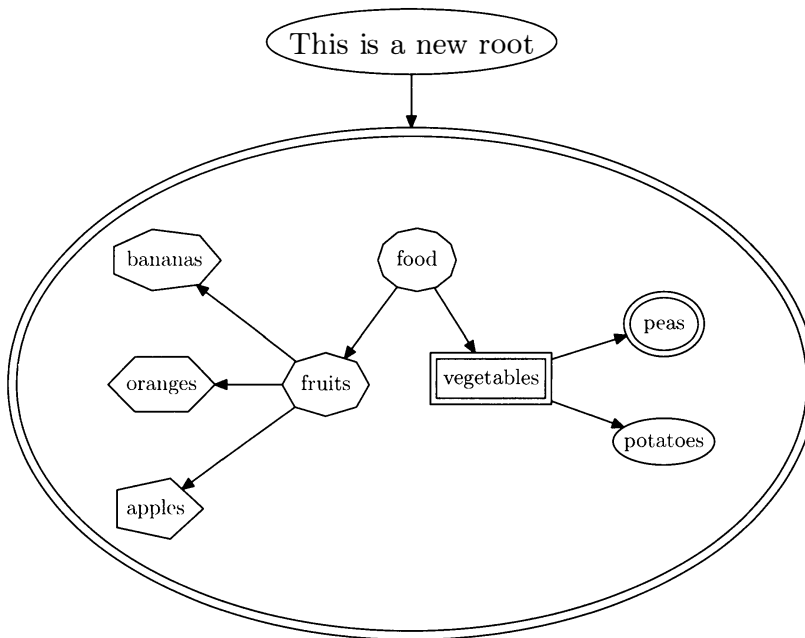 This is a new root
bananas
food
peas
oranges
fruits
vegetables
potatoes
apples